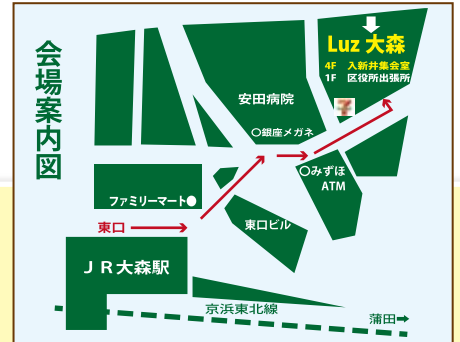 会場案内図
Luz 大森
4F 入新井集会室
1F 区役所出張所
安田病院
○銀座メガネ
○みずほ
ATM
ファミリーマート●
東口
東口ビル
ＪＲ大森駅
京浜東北線
蒲田→